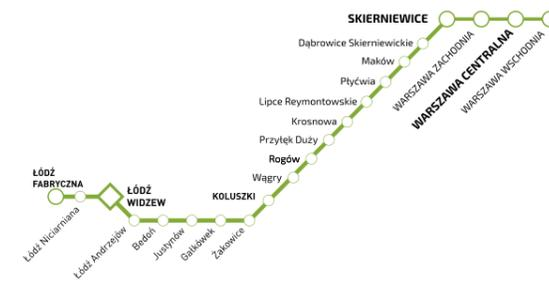 SKIERNIEWICE
Dąbrowice Skierniewickie
Maków
Płyćwia
Lipce Reymontowskie
Krosnowa
Przyłęk Duży
Rogów
Wągry
KOLUSZKI
WARSZAWA ZACHODNIA
WARSZAWA CENTRALNA
WARSZAWA WSCHODNIA
ŁÓDŹ
FABRYCZNA
ŁÓDŹ
WIDZEW
Łódź Niciarniana
Łódź Andrzejów
Bedoń
Justynów
Gałkówek
Żakowice